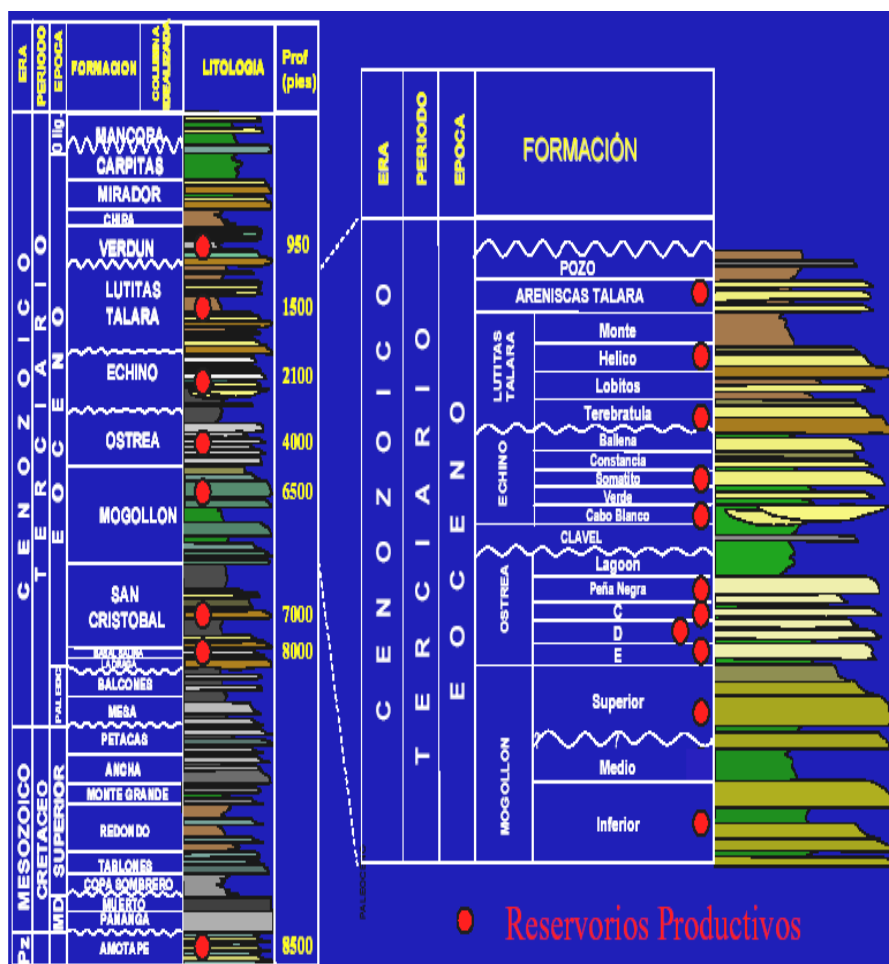 ERA
PERIODO
EPOCA
FORMACION
COLUMNA
IDEALIZADA
LITOLOGIA
Prof
(pies)
CENOZOICO
TERCIARIO
O lig.
EOCENO
PALEOC
MANCORA
CARPITAS
MIRADOR
CHIRA
VERDUN
950
LUTITAS
TALARA
1500
ECHINO
2100
OSTREA
4000
MOGOLLON
6500
SAN
CRISTOBAL
7000
BASAL SALINA
8000
LA DRAGA
BALCONES
MESA
MESOZOICO
CRETACEO
SUPERIOR
MD
PETACAS
ANCHA
MONTE GRANDE
REDONDO
TABLONES
COPA SOMBRERO
MUERTO
PANANGA
Pz
AMOTAPE
8500
ERA
PERIODO
EPOCA
FORMACIÓN
CENOZOICO
TERCIARIO
EOCENO
POZO
ARENISCAS TALARA
LUTITAS
TALARA
Monte
Helico
Lobitos
Terebratula
ECHINO
Ballena
Constancia
Somatito
Verde
Cabo Blanco
CLAVEL
OSTREA
Lagoon
Peña Negra
C
D
E
MOGOLLON
Superior
Medio
Inferior
Reservorios Productivos